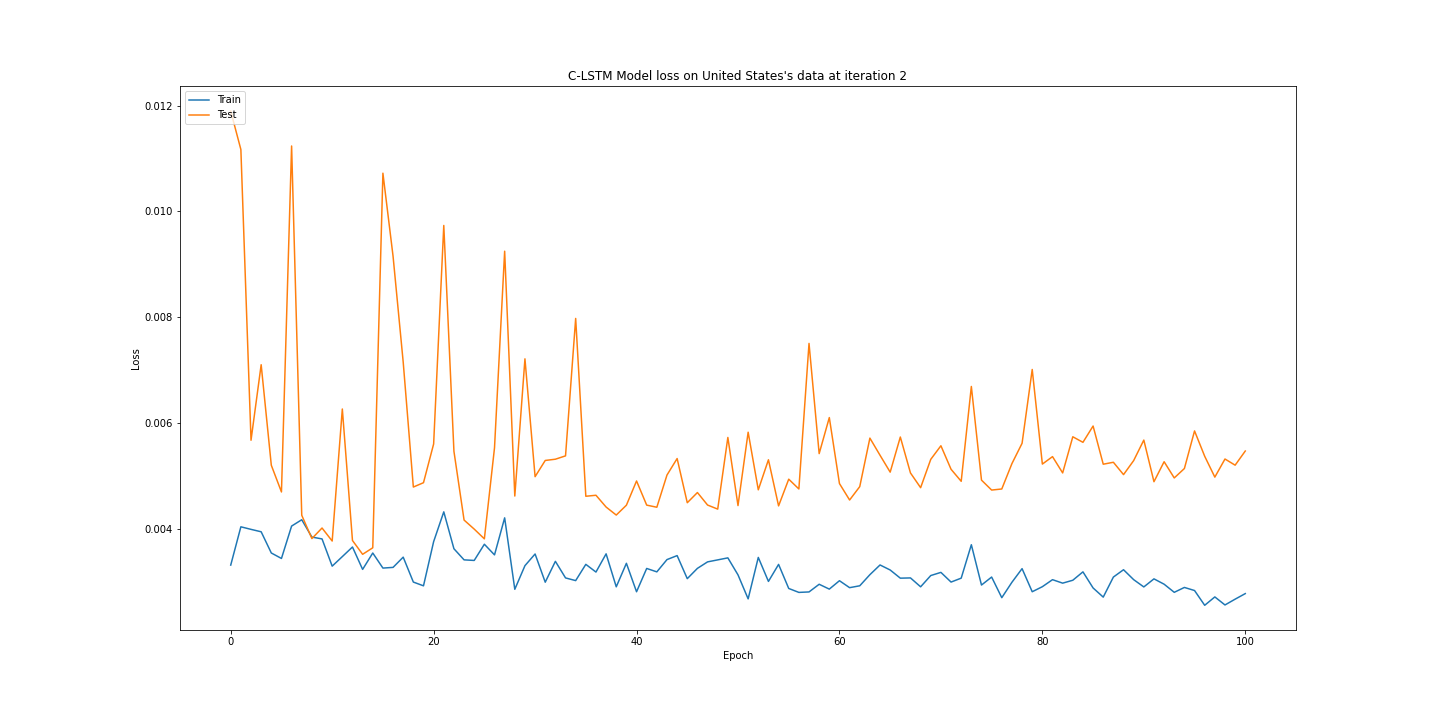 C-LSTM Model loss on United States's data at iteration 2
Train
Test
0.012
0.010
0.008
0.006
0.004
Loss
0
20
40
60
80
100
Epoch